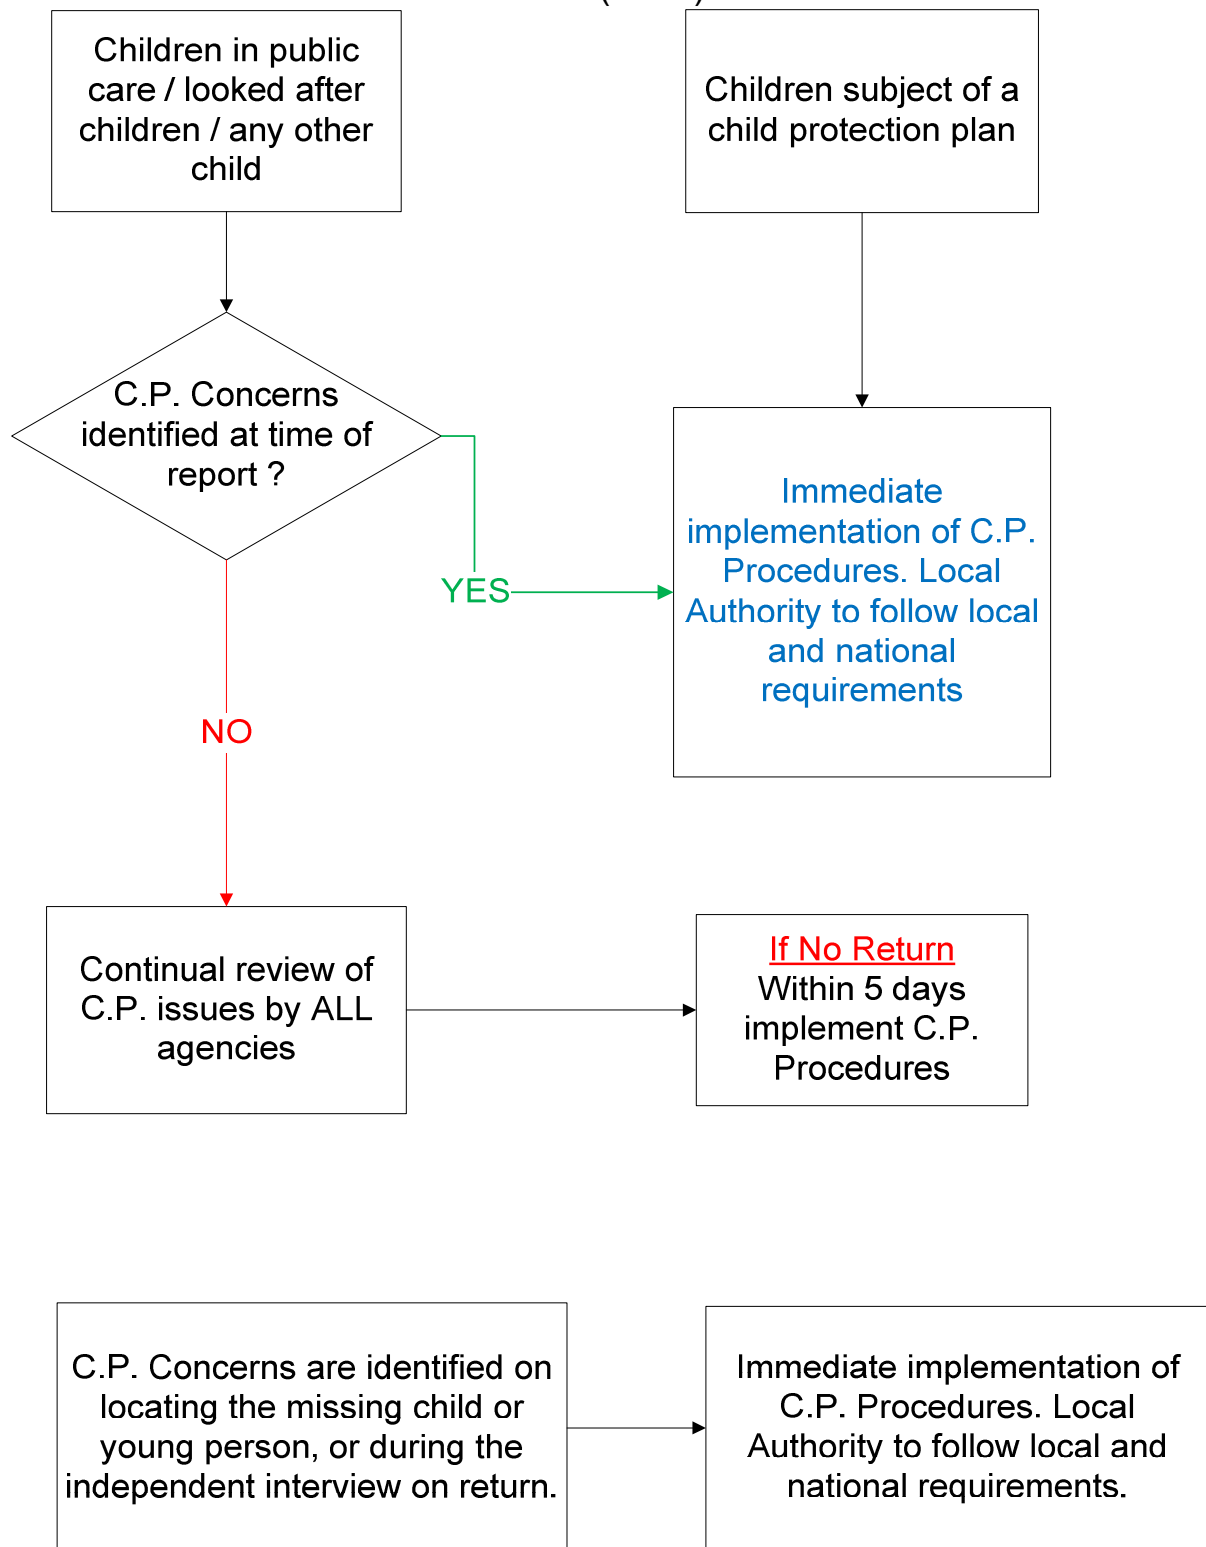 Children in public
care / looked after
children / any other
child
Children subject of a
child protection plan
C.P. Concerns
identified at time of
report ?
YES
Immediate
implementation of C.P.
Procedures. Local
Authority to follow local
and national
requirements
NO
Continual review of
C.P. issues by ALL
agencies
If No Return
Within 5 days
implement C.P.
Procedures
C.P. Concerns are identified on
locating the missing child or
young person, or during the
independent interview on return.
Immediate implementation of
C.P. Procedures. Local
Authority to follow local and
national requirements.